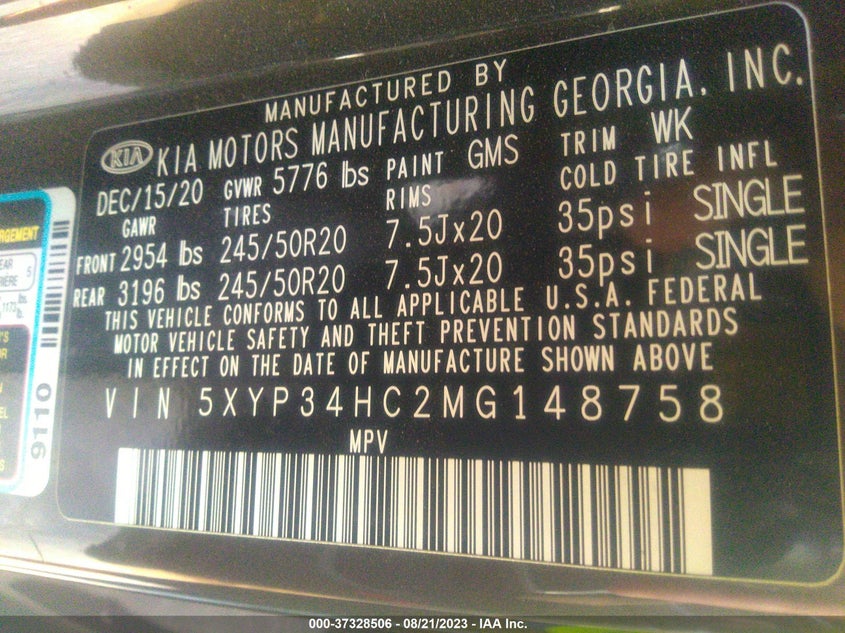 MANUFACTURED BY
KIA KIA MOTORS MANUFACTURING GEORGIA, INC.
DEC/15/20 GVWR 5776 lbs PAINT GMS TRIM WK
GAWR TIRES RIMS COLD TIRE INFL
FRONT 2954 lbs 245/50R20 7.5Jx20 35psi SINGLE
REAR 3196 lbs 245/50R20 7.5Jx20 35psi SINGLE
THIS VEHICLE CONFORMS TO ALL APPLICABLE U.S.A. FEDERAL
MOTOR VEHICLE SAFETY AND THEFT PREVENTION STANDARDS
IN EFFECT ON THE DATE OF MANUFACTURE SHOWN ABOVE
VIN 5XYP34HC2MG148758
MPV
5
9110
000-37328506 - 08/21/2023 - IAA Inc.